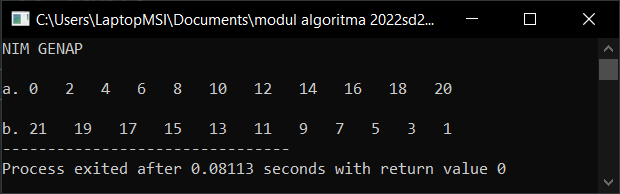 C:\Users\LaptopMSI\Documents\modul algoritma 2022sd2...
NIM GENAP
a. 0   2   4   6   8   10   12   14   16   18   20
b. 21   19   17   15   13   11   9   7   5   3   1
--------------------------------
Process exited after 0.08113 seconds with return value 0